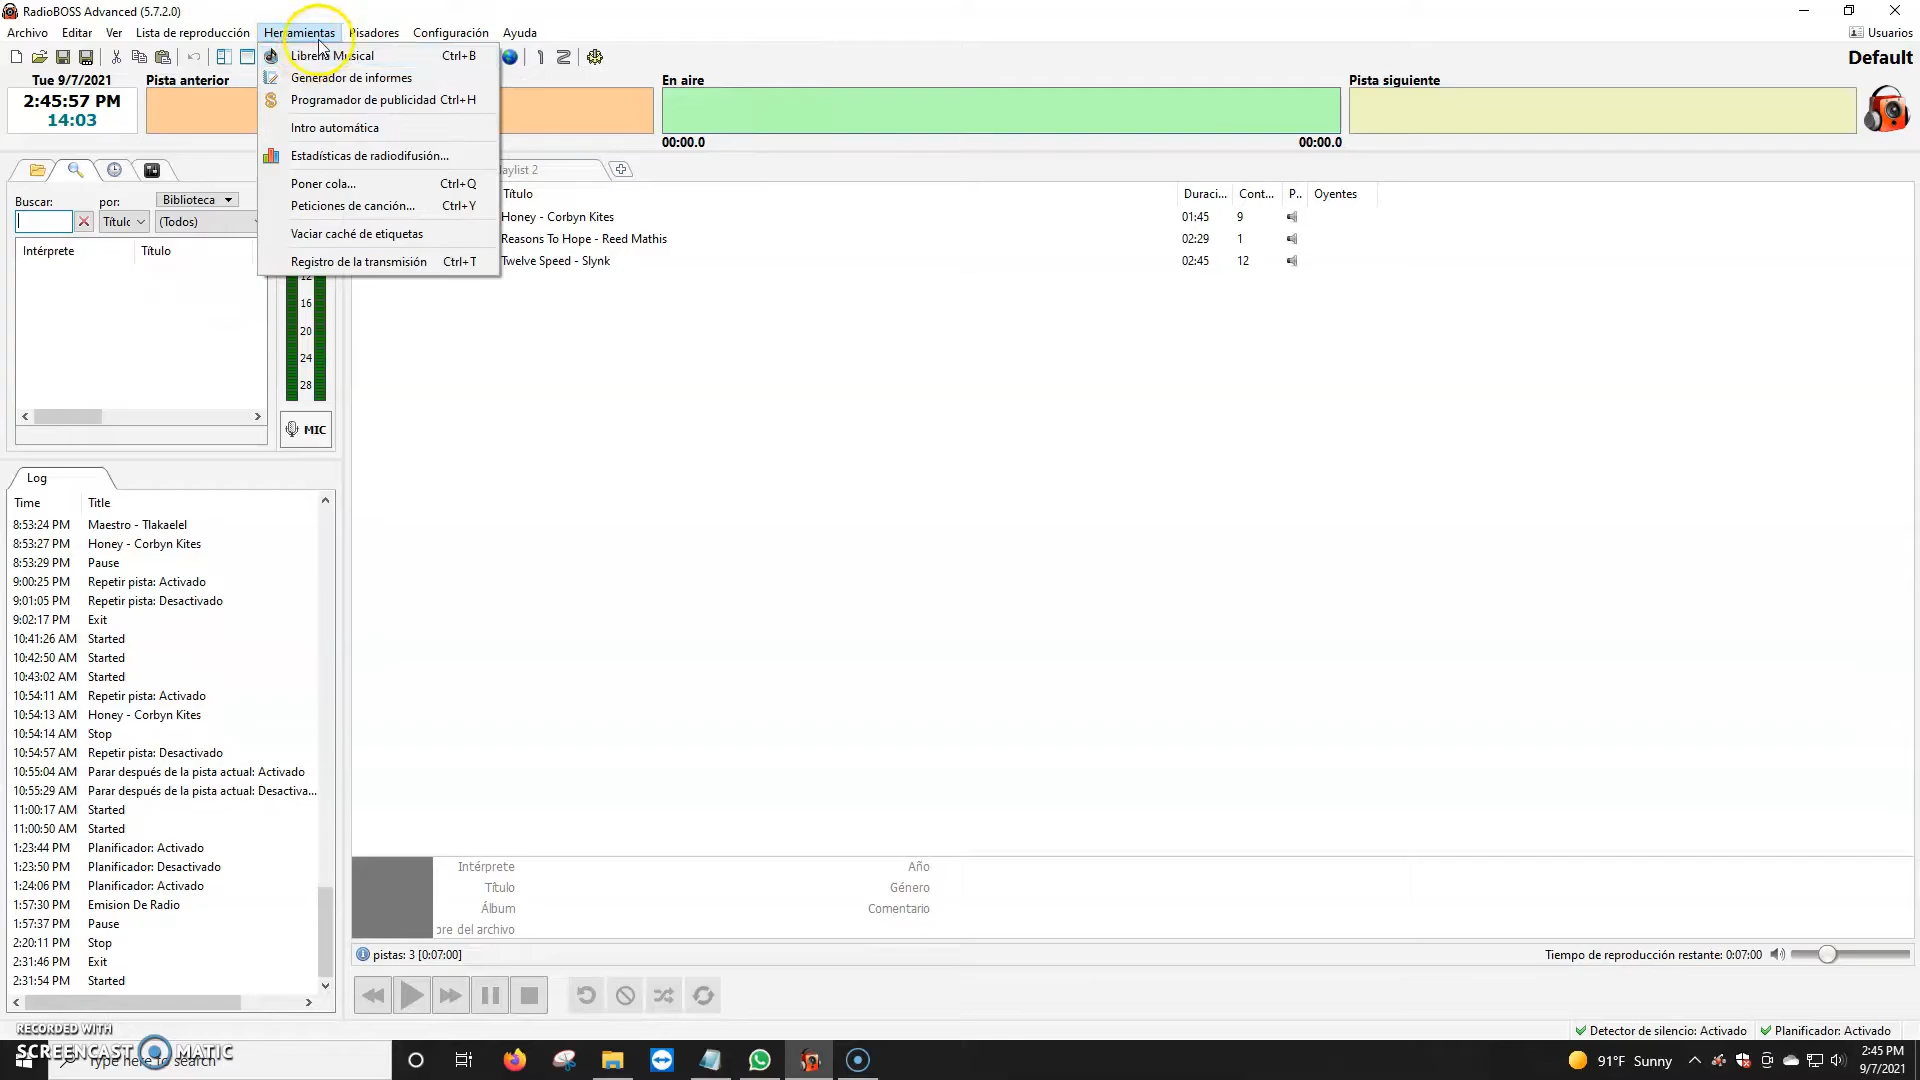 RadioBOSS Advanced (5.7.2.0)
Archivo Editar Ver Lista de reproducción Herramientas Pisadores Configuración Ayuda Usuarios
Librería Musical Ctrl+B
Generador de informes
Programador de publicidad Ctrl+H
Intro automática
Estadísticas de radiodifusión...
Poner cola... Ctrl+Q
Peticiones de canción... Ctrl+Y
Vaciar caché de etiquetas
Registro de la transmisión Ctrl+T
Default
Tue 9/7/2021 Pista anterior En aire Pista siguiente
2:45:57 PM
14:03
00:00.0 00:00.0
Buscar: por: Biblioteca
Título (Todos)
Intérprete Título
12
16
20
24
28
MIC
playlist 2
Título Duraci... Cont... P.. Oyentes
Honey - Corbyn Kites 01:45 9
Reasons To Hope - Reed Mathis 02:29 1
Twelve Speed - Slynk 02:45 12
Log
Time Title
8:53:24 PM Maestro - Tlakaelel
8:53:27 PM Honey - Corbyn Kites
8:53:29 PM Pause
9:00:25 PM Repetir pista: Activado
9:01:05 PM Repetir pista: Desactivado
9:02:17 PM Exit
10:41:26 AM Started
10:42:50 AM Started
10:43:02 AM Started
10:54:11 AM Repetir pista: Activado
10:54:13 AM Honey - Corbyn Kites
10:54:14 AM Stop
10:54:57 AM Repetir pista: Desactivado
10:55:04 AM Parar después de la pista actual: Activado
10:55:29 AM Parar después de la pista actual: Desactiva...
11:00:17 AM Started
11:00:50 AM Started
1:23:44 PM Planificador: Activado
1:23:50 PM Planificador: Desactivado
1:24:06 PM Planificador: Activado
1:57:30 PM Emision De Radio
1:57:37 PM Pause
2:20:11 PM Stop
2:31:46 PM Exit
2:31:54 PM Started
Intérprete Año
Título Género
Álbum Comentario
bre del archivo
pistas: 3 [0:07:00] Tiempo de reproducción restante: 0:07:00
Detector de silencio: Activado Planificador: Activado
RECORDED WITH
SCREENCAST MATIC
Type here to search
91°F Sunny
2:45 PM
9/7/2021